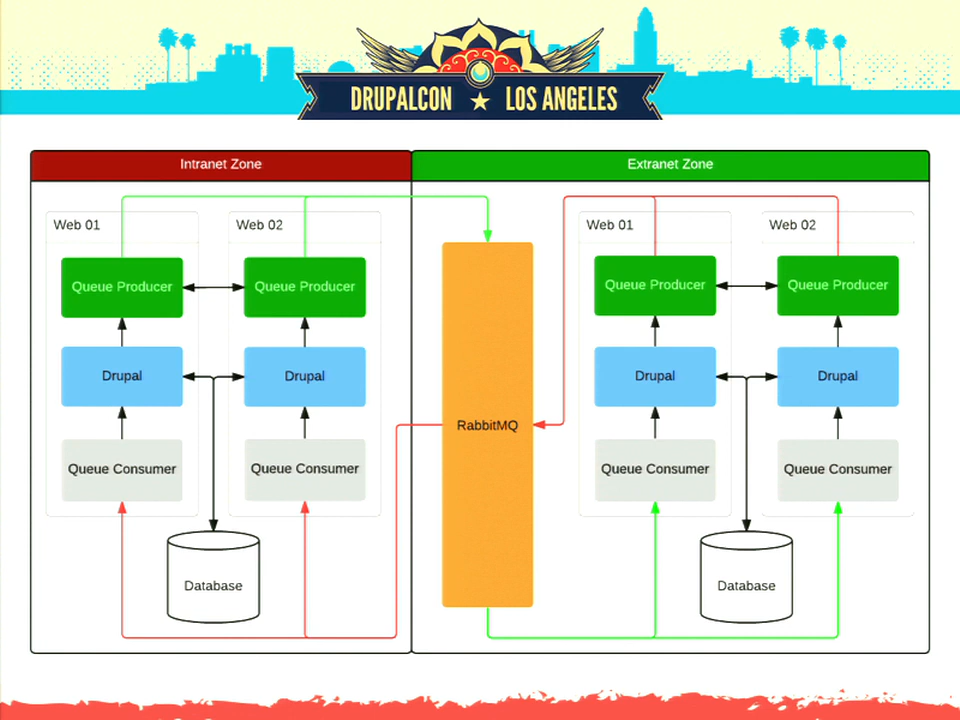 DRUPALCON ★ LOS ANGELES
Intranet Zone
Extranet Zone
Web 01
Web 02
Web 01
Web 02
Queue Producer
Queue Producer
Queue Producer
Queue Producer
Drupal
Drupal
Drupal
Drupal
RabbitMQ
Queue Consumer
Queue Consumer
Queue Consumer
Queue Consumer
Database
Database